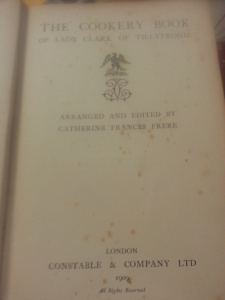 THE COOKERY BOOK
OF LADY CLARK OF TILLYPRONIE
ARRANGED AND EDITED BY
CATHERINE FRANCES FRERE
LONDON
CONSTABLE & COMPANY LTD
1909
All Rights Reserved